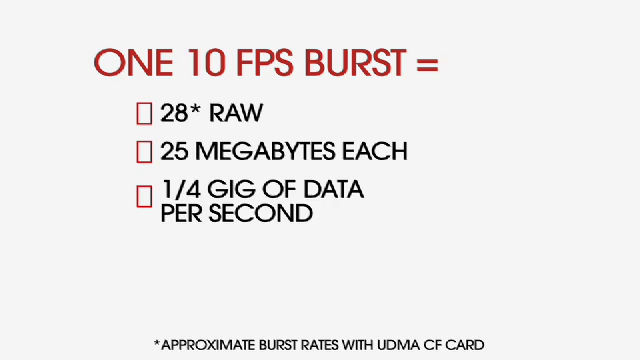 ONE 10 FPS BURST =
28* RAW
25 MEGABYTES EACH
1/4 GIG OF DATA
PER SECOND
*APPROXIMATE BURST RATES WITH UDMA CF CARD